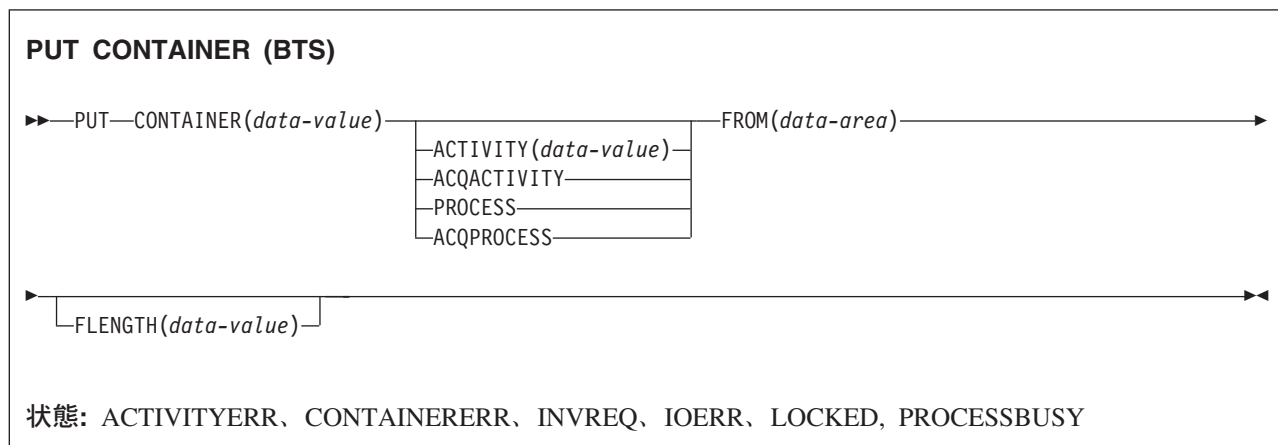 PUT CONTAINER (BTS)
PUT CONTAINER(data-value) FROM(data-area)
ACTIVITY(data-value)
ACQACTIVITY
PROCESS
ACQPROCESS
FLENGTH(data-value)
状態: ACTIVITYERR、CONTAINERERR、INVREQ、IOERR、LOCKED, PROCESSBUSY